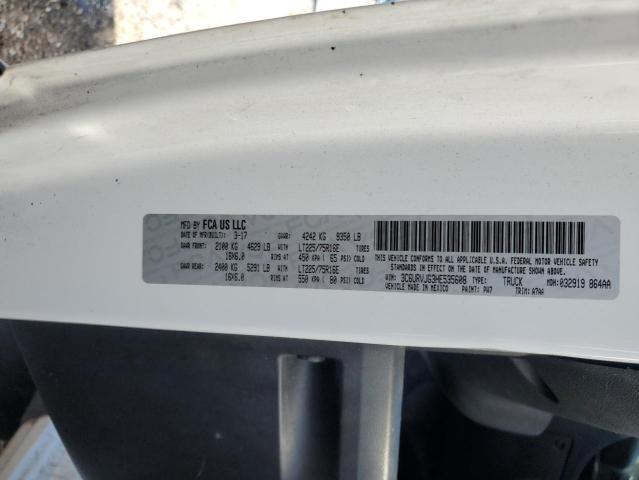 MFD BY FCA US LLC
DATE OF MFR(BUILT): 3-17 GVWR: 4242 KG 9350 LB
GAWR FRONT: 2100 KG 4629 LB WITH LT225/75R16E
16X6.0 RIMS AT 450 KPA ( 65 PSI) COLD
GAWR REAR: 2400 KG 5291 LB WITH LT225/75R16E
16X6.0 RIMS AT 550 KPA ( 80 PSI) COLD
THIS VEHICLE CONFORMS TO ALL APPLICABLE U.S.A. FEDERAL MOTOR VEHICLE SAFETY
STANDARDS IN EFFECT ON THE DATE OF MANUFACTURE SHOWN ABOVE.
VIN: 3C6URVJG3HE535608 TYPE: TRUCK MDH: 032919 064AA
VEHICLE MADE IN MEXICO PAINT: PW7 TRIM: A7AA